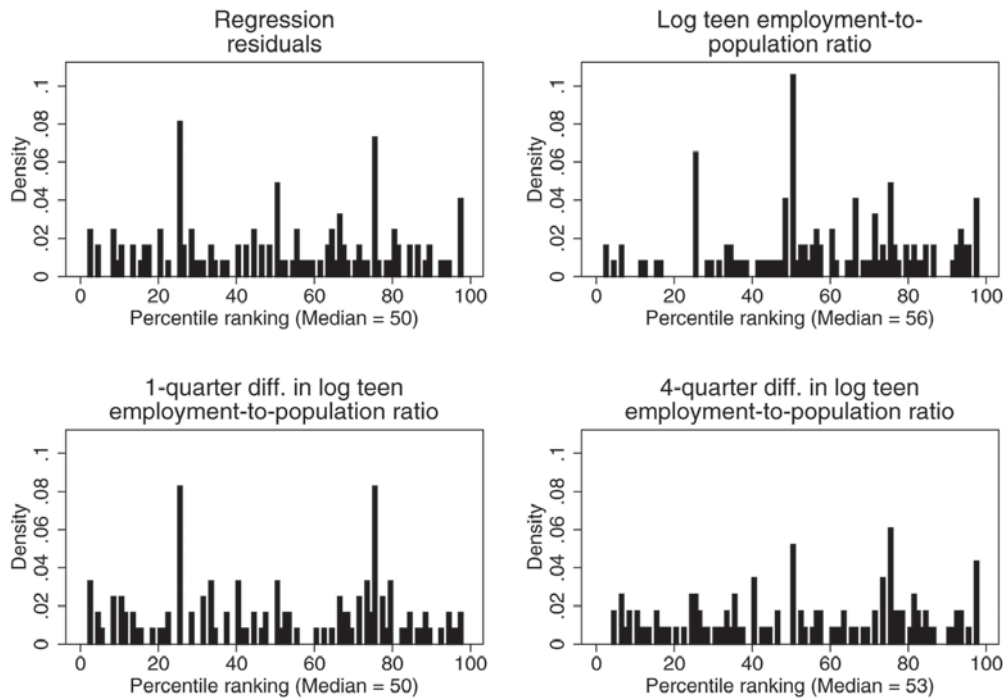 Regression
residuals
Density
0
.02
.04
.06
.08
.1
0 20 40 60 80 100
Percentile ranking (Median = 50)
Log teen employment-to-
population ratio
Density
0
.02
.04
.06
.08
.1
0 20 40 60 80 100
Percentile ranking (Median = 56)
1-quarter diff. in log teen
employment-to-population ratio
Density
0
.02
.04
.06
.08
.1
0 20 40 60 80 100
Percentile ranking (Median = 50)
4-quarter diff. in log teen
employment-to-population ratio
Density
0
.02
.04
.06
.08
.1
0 20 40 60 80 100
Percentile ranking (Median = 53)